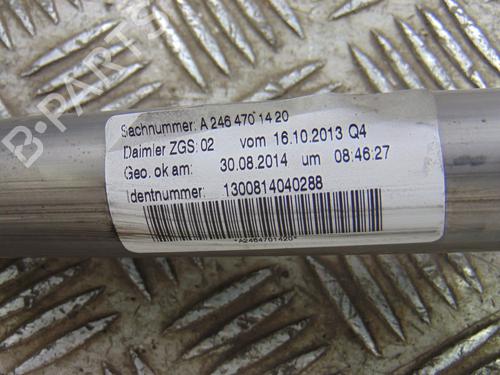 B-PARTS
Sachnummer: A 246 470 14 20
Daimler ZGS: 02 vom 16.10.2013 Q4
Geo. ok am: 30.08.2014 um 08:46:27
Identnummer: 1300814040288
*A2464701420*